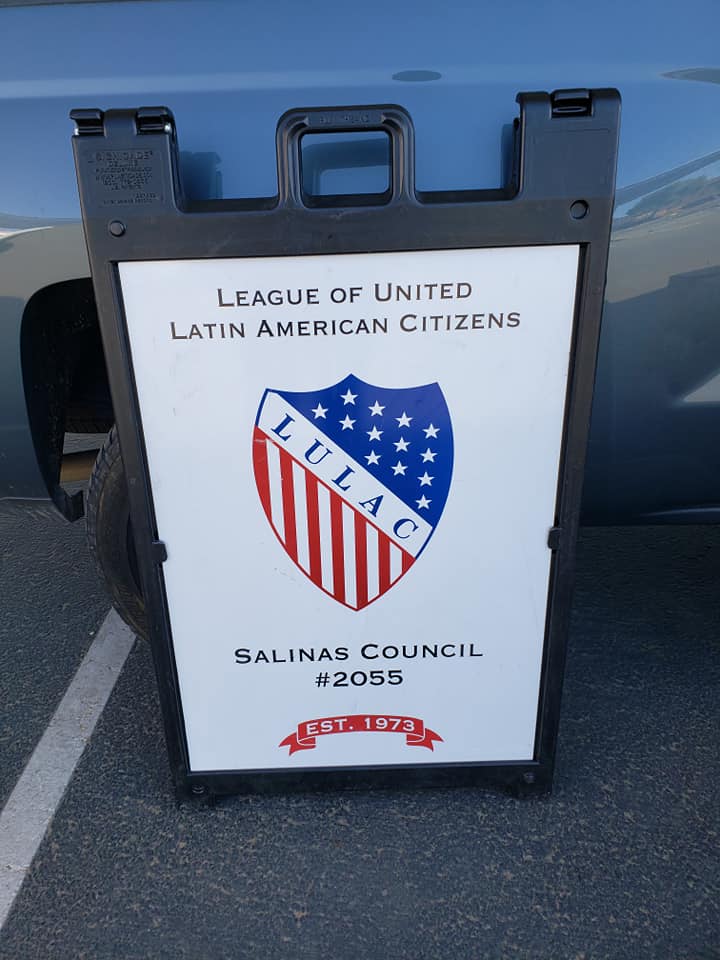 League of United
Latin American Citizens
LULAC
Salinas Council
#2055
EST. 1973